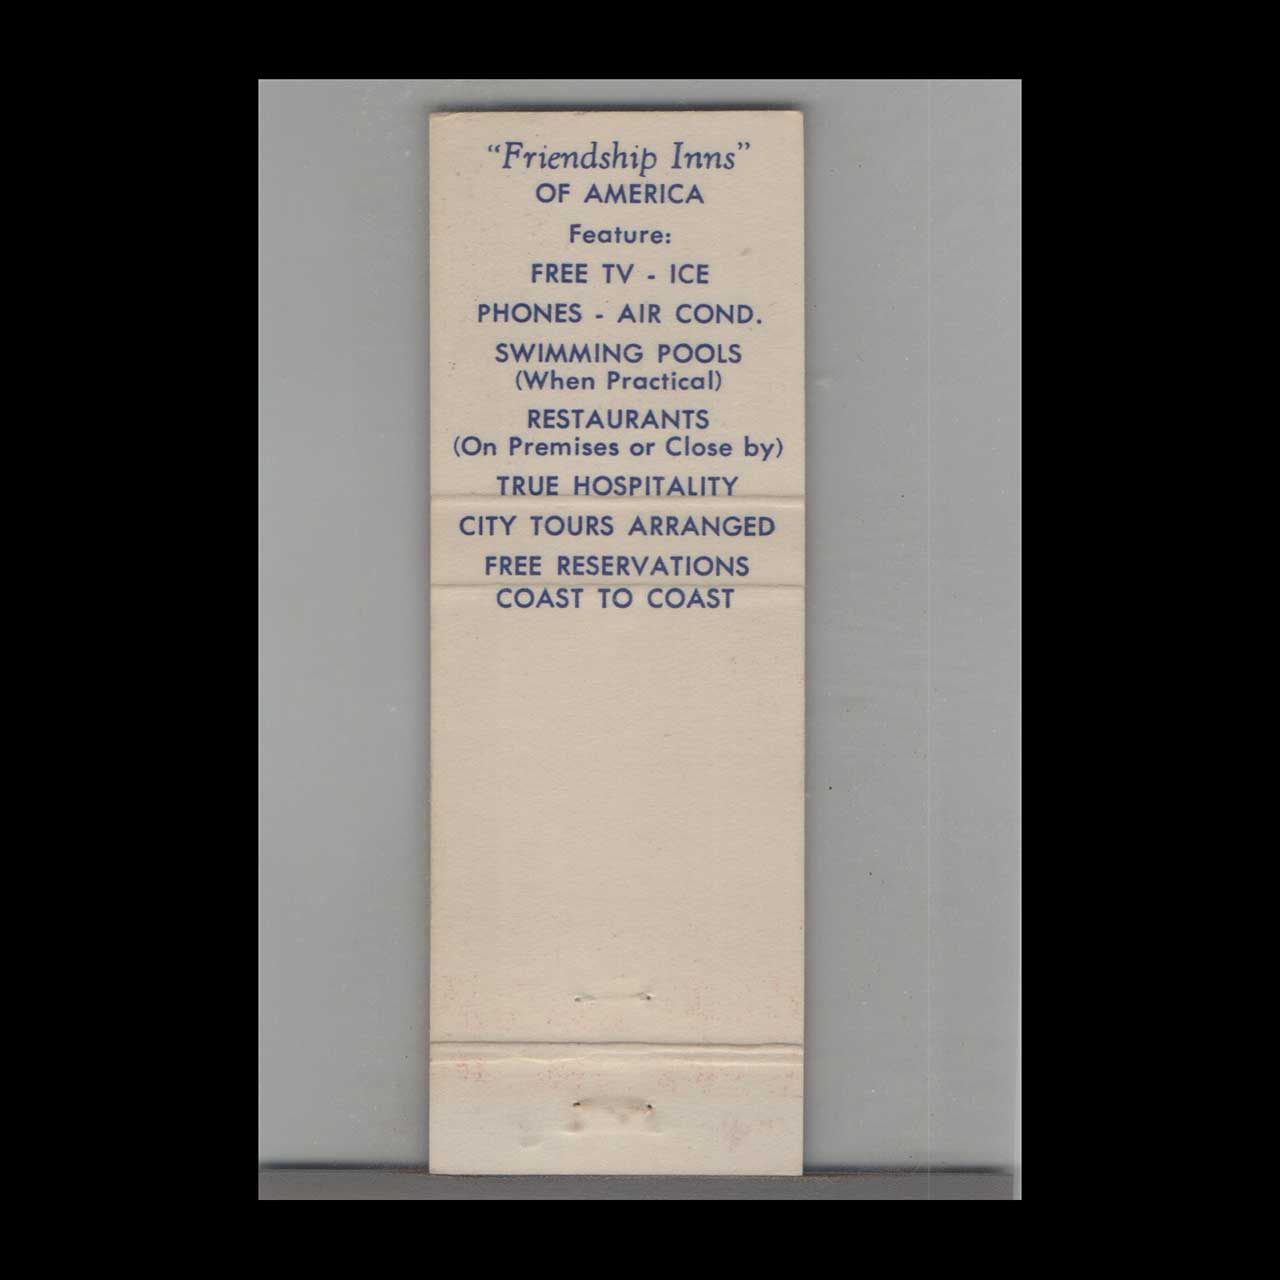 “Friendship Inns”
OF AMERICA
Feature:
FREE TV - ICE
PHONES - AIR COND.
SWIMMING POOLS
(When Practical)
RESTAURANTS
(On Premises or Close by)
TRUE HOSPITALITY
CITY TOURS ARRANGED
FREE RESERVATIONS
COAST TO COAST